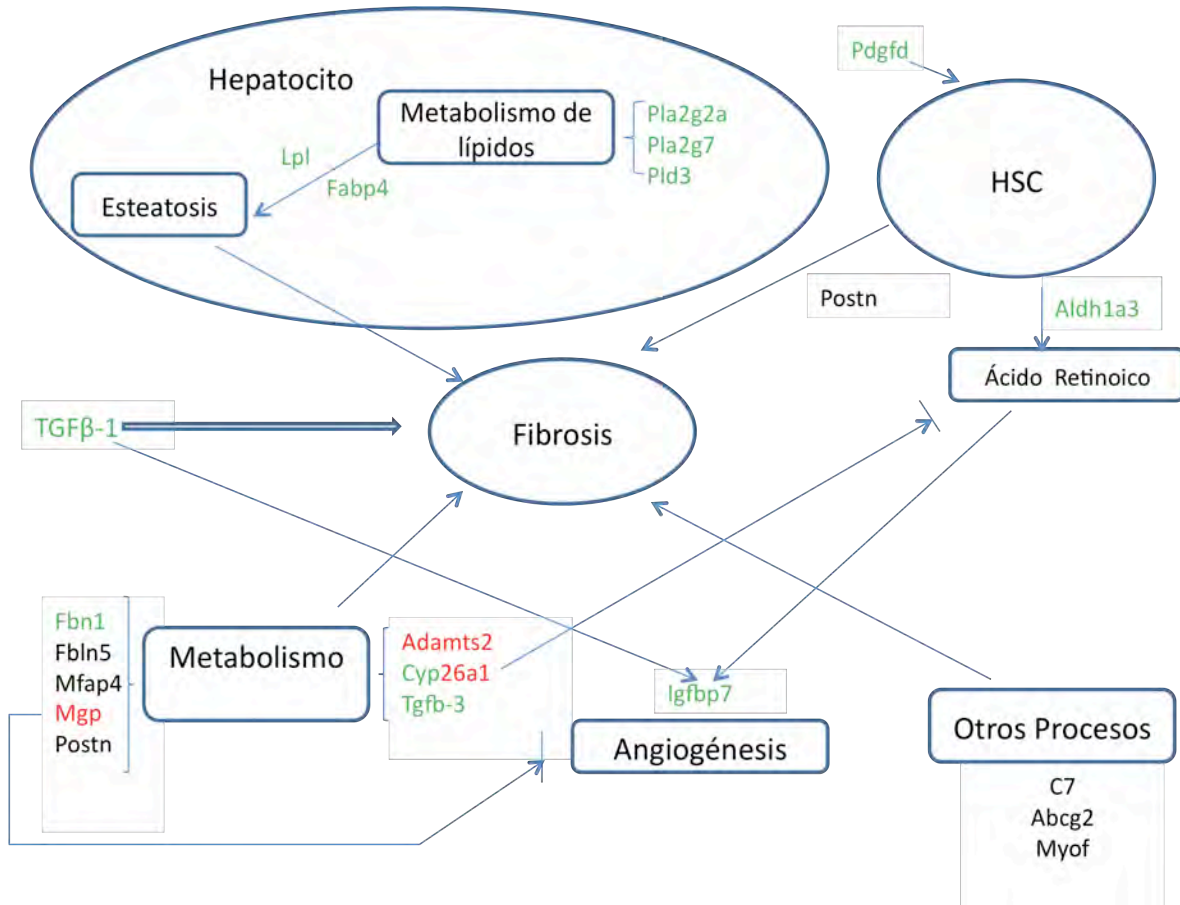 Pdgfd
Hepatocito
Metabolismo de
lípidos
Pla2g2a
Pla2g7
Pld3
Lpl
Fabp4
Esteatosis
HSC
Postn
Aldh1a3
Ácido Retinoico
TGFβ-1
Fibrosis
Fbn1
Fbln5
Mfap4
Mgp
Postn
Metabolismo
Adamts2
Cyp26a1
Tgfb-3
Igfbp7
Angiogénesis
Otros Procesos
C7
Abcg2
Myof